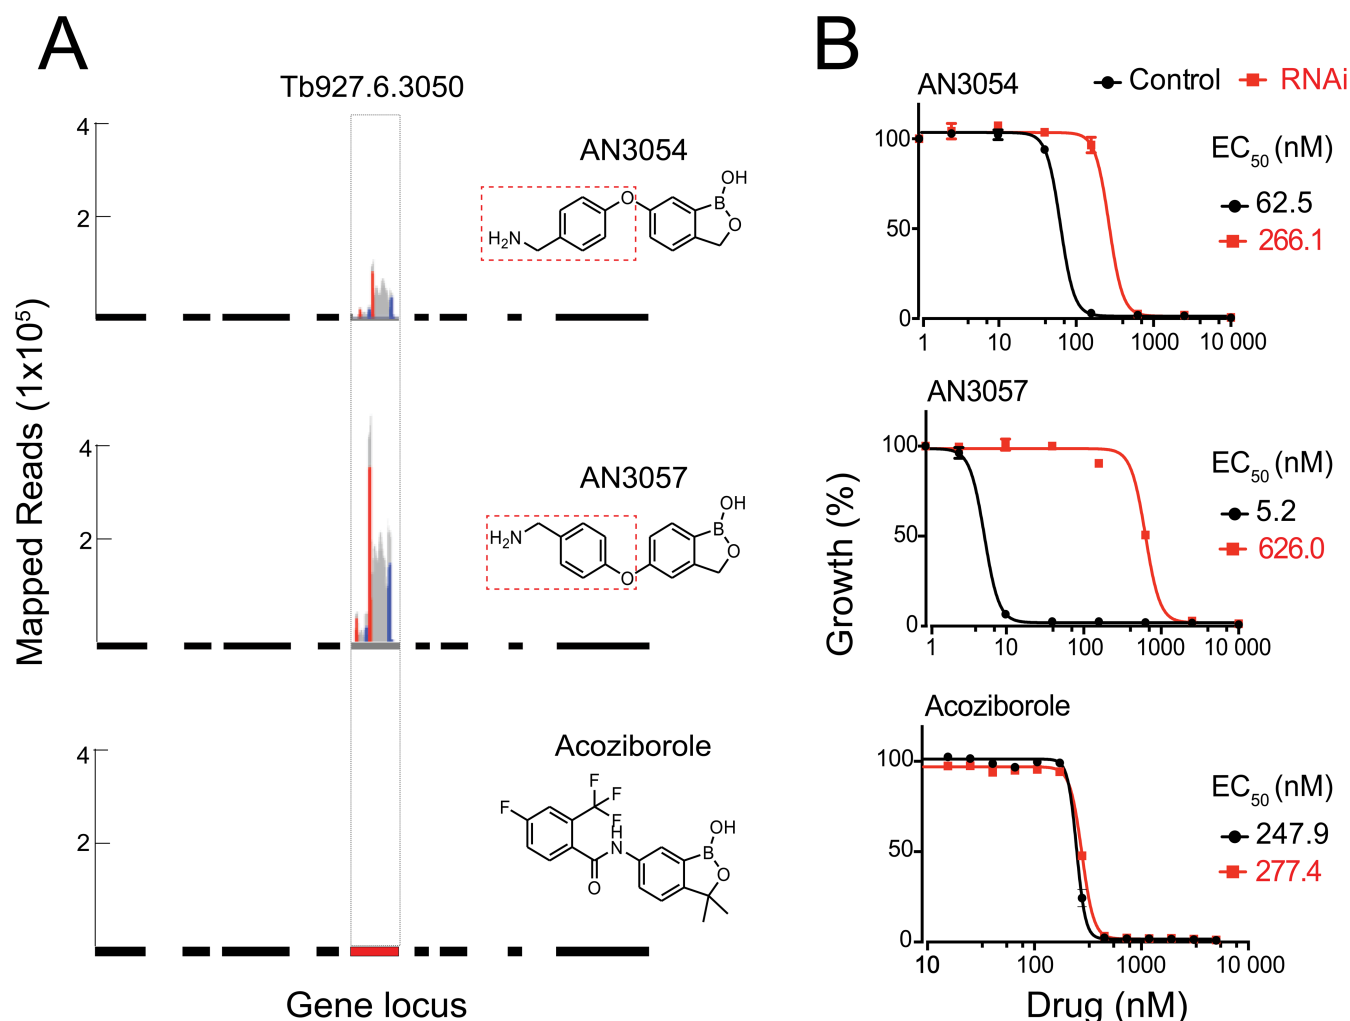 A
Tb927.6.3050
Mapped Reads (1x10⁵)
4
2
AN3054
H₂N
O
B
OH
O
4
2
AN3057
H₂N
O
B
OH
O
4
2
Acoziborole
F
F
F
F
H
N
O
B
OH
O
Gene locus
B
Control
RNAi
Growth (%)
AN3054
100
50
0
1 10 100 1000 10 000
EC₅₀ (nM)
62.5
266.1
AN3057
100
50
0
1 10 100 1000 10 000
EC₅₀ (nM)
5.2
626.0
Acoziborole
100
50
0
10 100 1000 10 000
EC₅₀ (nM)
247.9
277.4
Drug (nM)